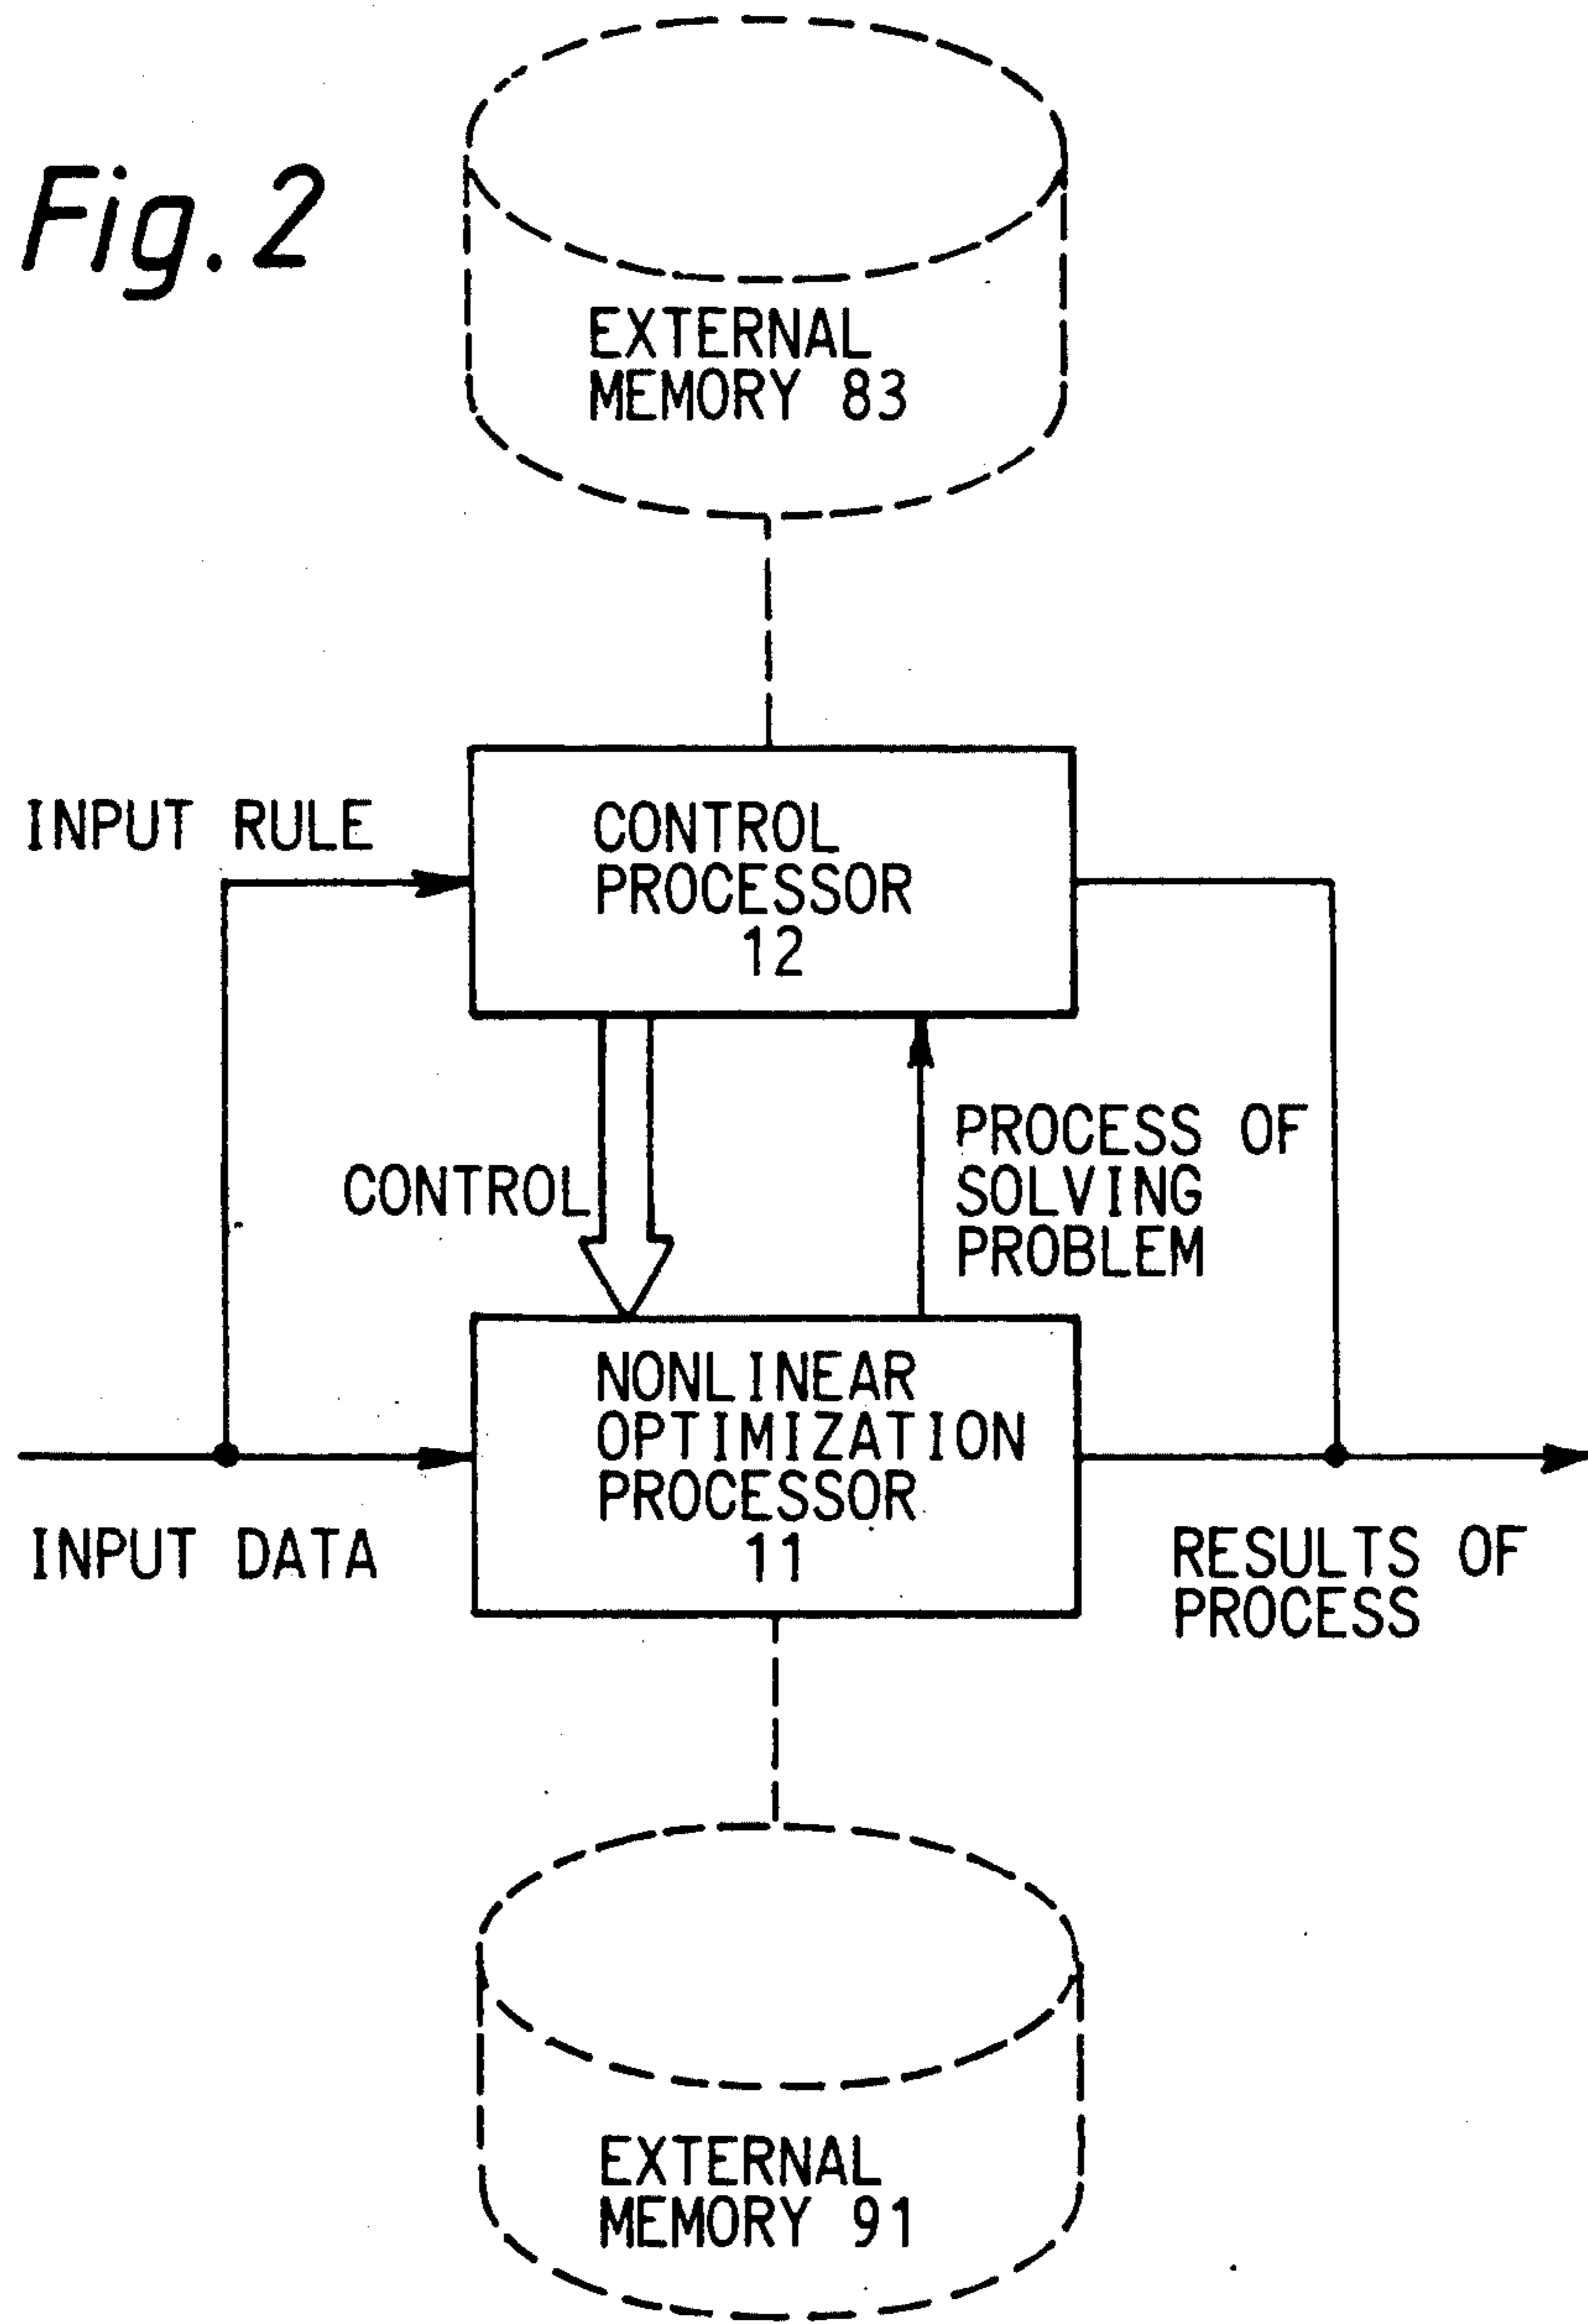 Fig. 2
EXTERNAL
MEMORY 83
INPUT RULE
CONTROL
PROCESSOR
12
CONTROL
PROCESS OF
SOLVING
PROBLEM
NONLINEAR
OPTIMIZATION
PROCESSOR
11
INPUT DATA
RESULTS OF
PROCESS
EXTERNAL
MEMORY 91